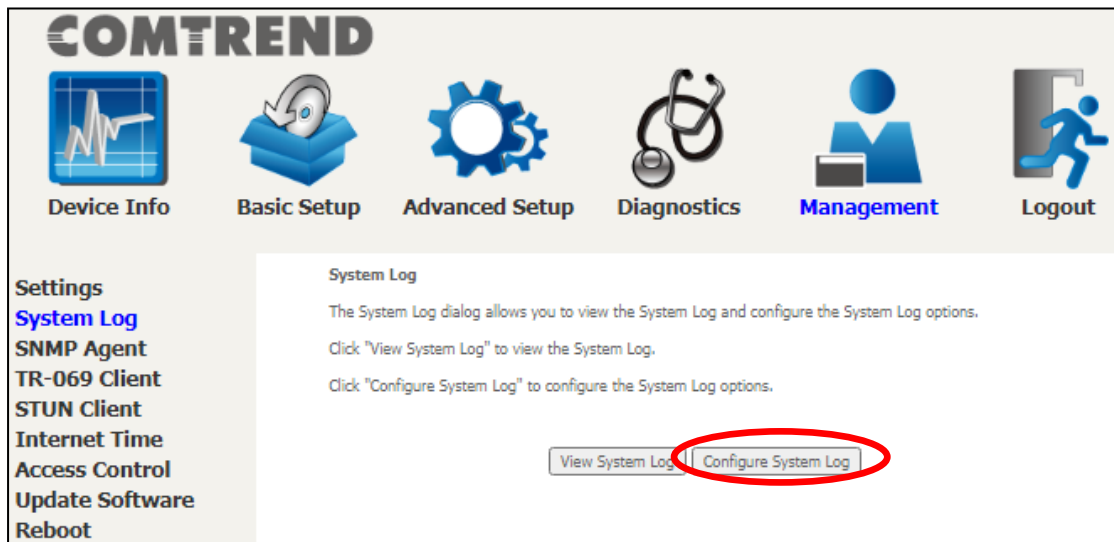 COMTREND
Device Info
Basic Setup
Advanced Setup
Diagnostics
Management
Logout
Settings
System Log
SNMP Agent
TR-069 Client
STUN Client
Internet Time
Access Control
Update Software
Reboot
System Log
The System Log dialog allows you to view the System Log and configure the System Log options.
Click "View System Log" to view the System Log.
Click "Configure System Log" to configure the System Log options.
View System Log
Configure System Log